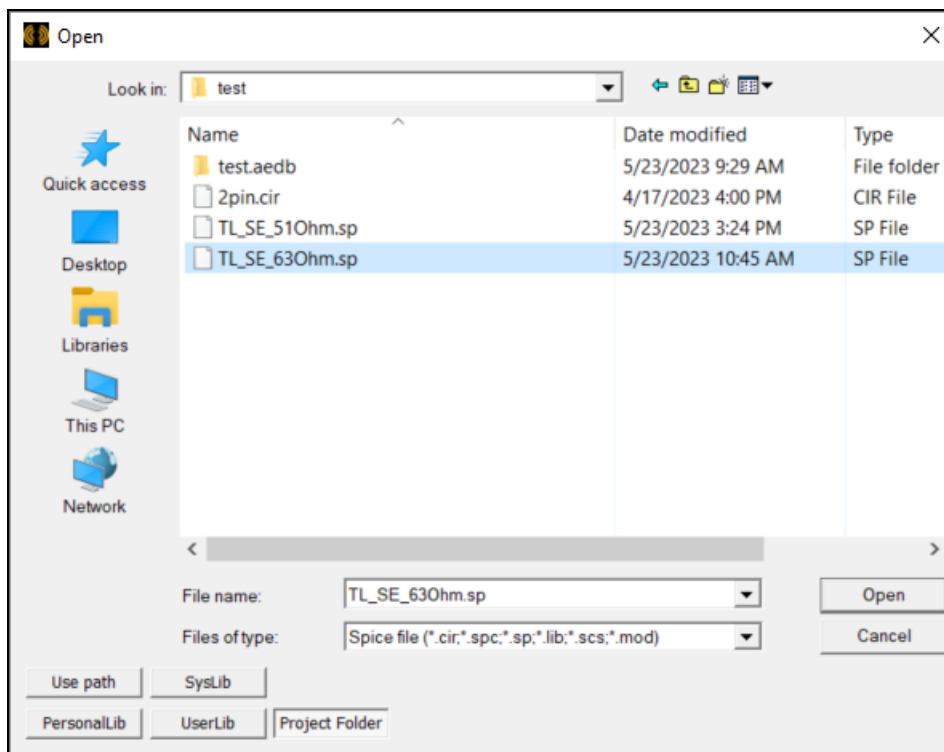 Open
Look in: test
Name Date modified Type
Quick access
test.aedb 5/23/2023 9:29 AM File folder
2pin.cir 4/17/2023 4:00 PM CIR File
TL_SE_51Ohm.sp 5/23/2023 3:24 PM SP File
TL_SE_63Ohm.sp 5/23/2023 10:45 AM SP File
Desktop
Libraries
This PC
Network
File name: TL_SE_63Ohm.sp Open
Files of type: Spice file (*.cir;*.spc;*.sp;*.lib;*.scs;*.mod) Cancel
Use path SysLib
PersonalLib UserLib Project Folder